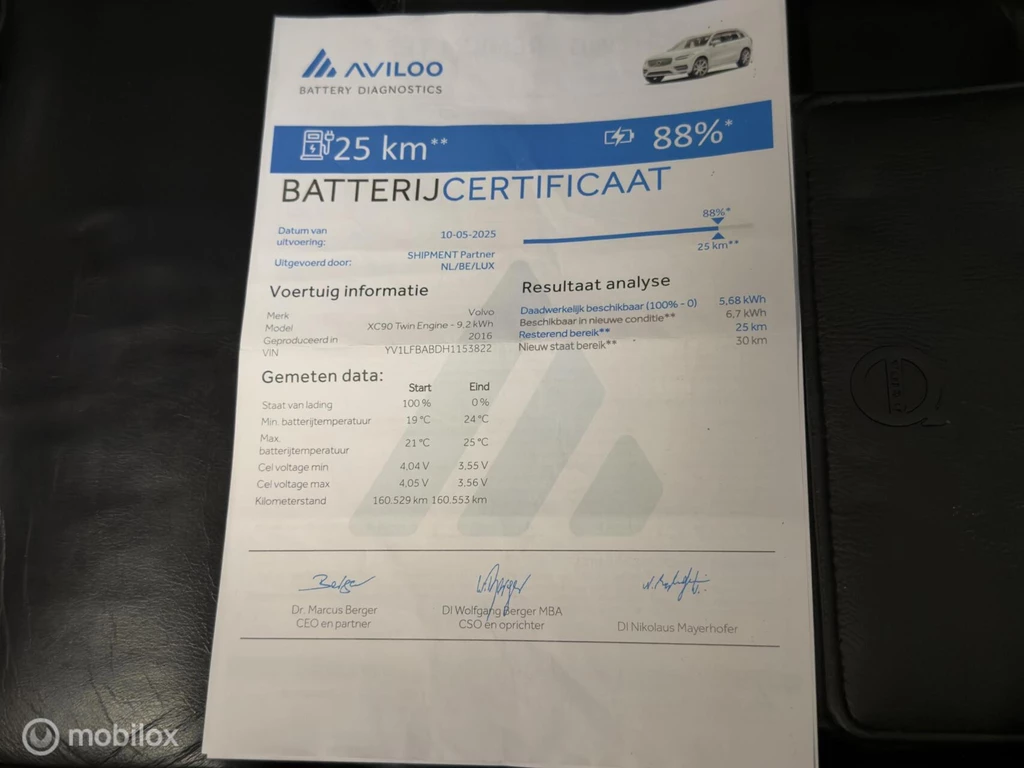 AVILOO
BATTERY DIAGNOSTICS
25 km** 88%*
BATTERIJCERTIFICAAT
Datum van uitvoering: 10-05-2025
Uitgevoerd door: SHIPMENT Partner NL/BE/LUX
88%*
25 km**
Voertuig informatie
Merk Volvo
Model XC90 Twin Engine - 9.2 kWh
Geproduceerd in 2016
VIN YV1LFBABDH1153822
Resultaat analyse
Daadwerkelijk beschikbaar (100% - 0) 5,68 kWh
Beschikbaar in nieuwe conditie** 6,7 kWh
Resterend bereik** 25 km
Nieuw staat bereik** 30 km
Gemeten data:
Start Eind
Staat van lading 100 % 0 %
Min. batterijtemperatuur 19 °C 24 °C
Max. batterijtemperatuur 21 °C 25 °C
Cel voltage min 4,04 V 3,55 V
Cel voltage max 4,05 V 3,56 V
Kilometerstand 160.529 km 160.553 km
Berger
Dr. Marcus Berger
CEO en partner
W. Berger
DI Wolfgang Berger MBA
CSO en oprichter
DI Nikolaus Mayerhofer
mobilox